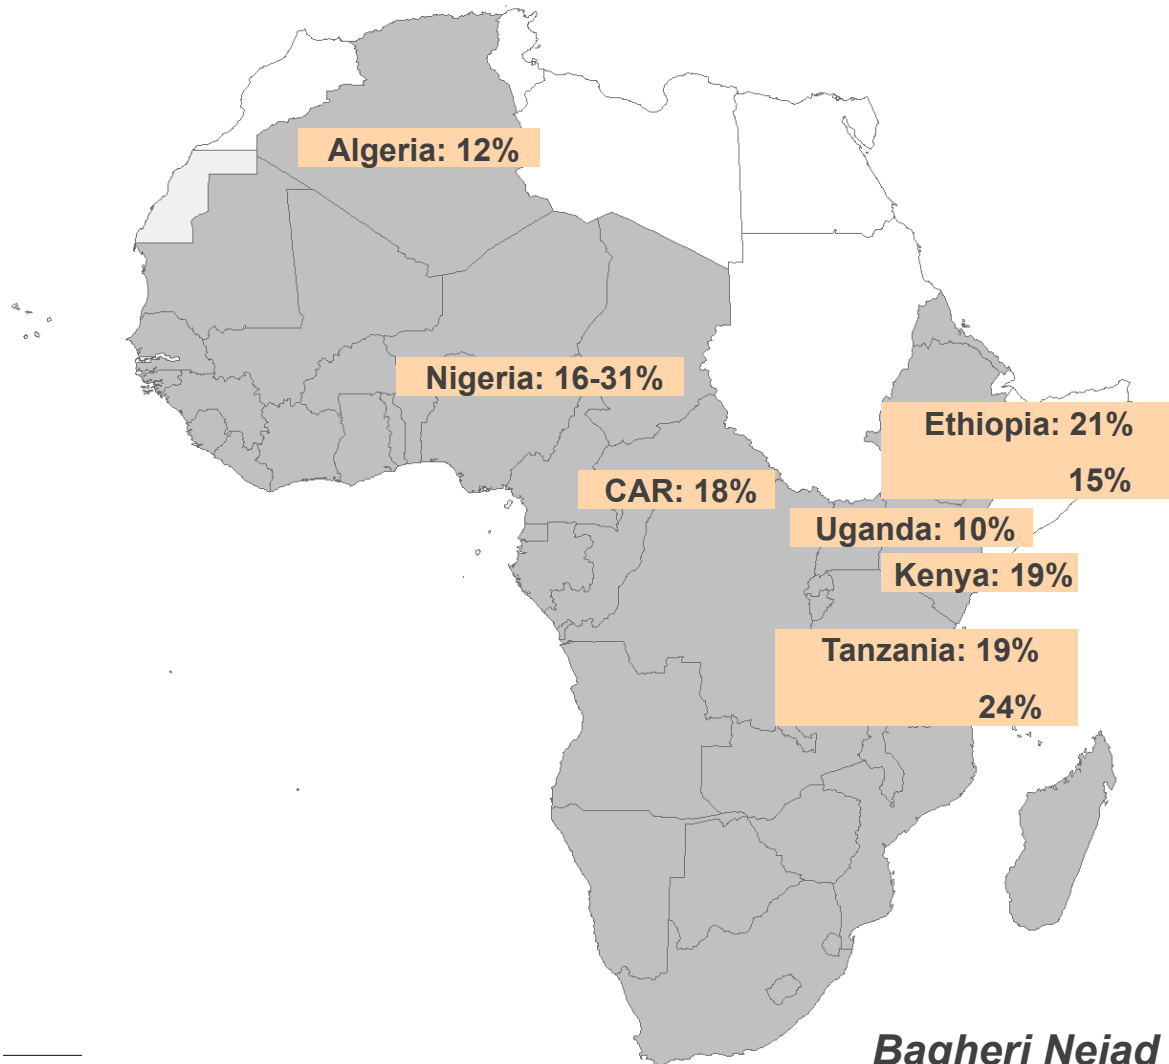 Algeria: 12%
Nigeria: 16-31%
Ethiopia: 21%
15%
CAR: 18%
Uganda: 10%
Kenya: 19%
Tanzania: 19%
24%
Bagheri Nejad